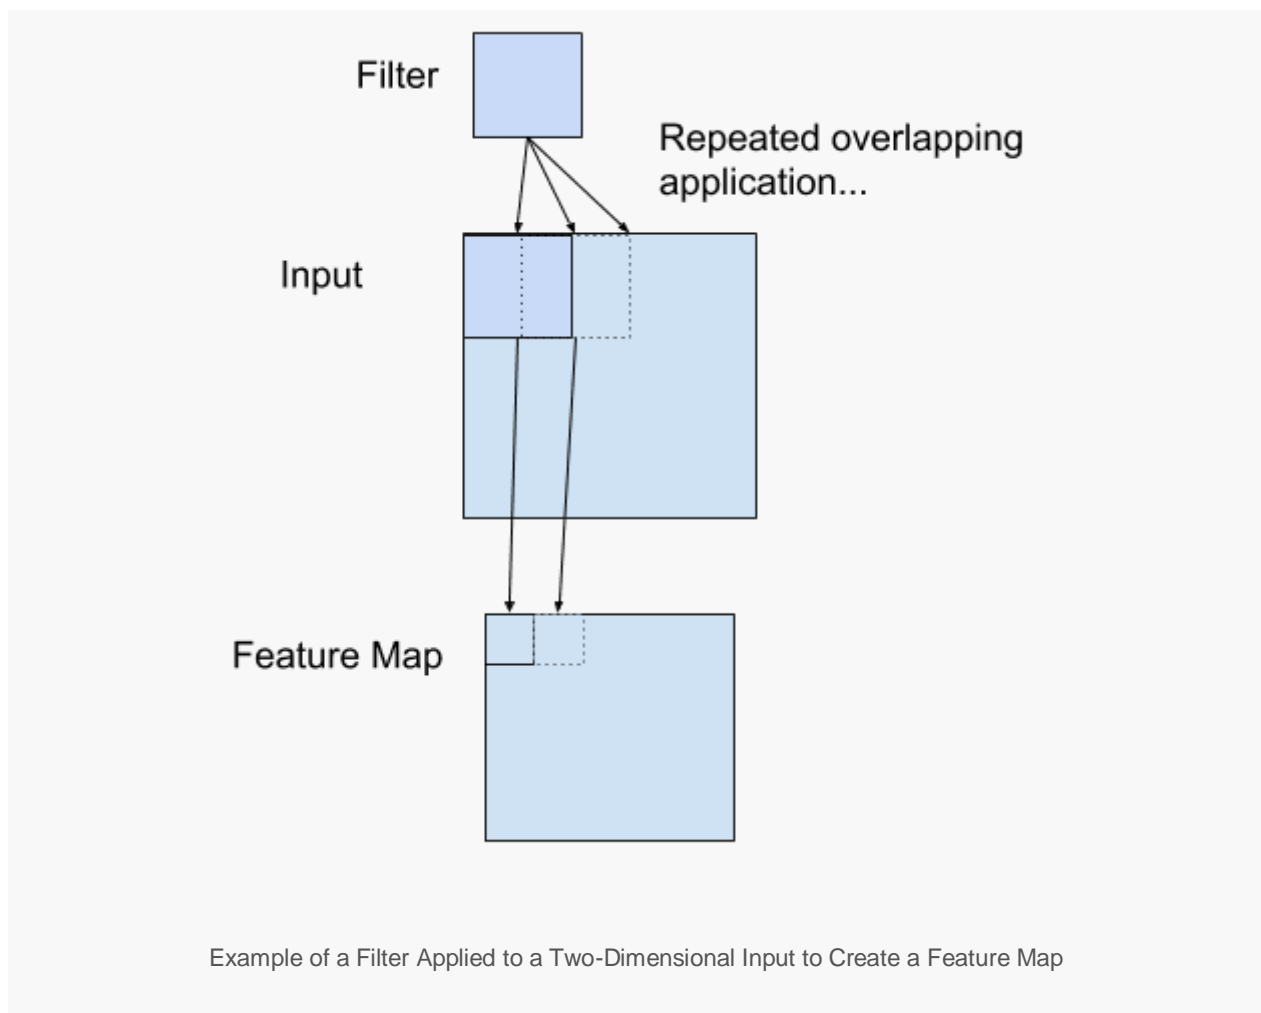 Filter
Repeated overlapping
application...
Input
Feature Map
Example of a Filter Applied to a Two-Dimensional Input to Create a Feature Map